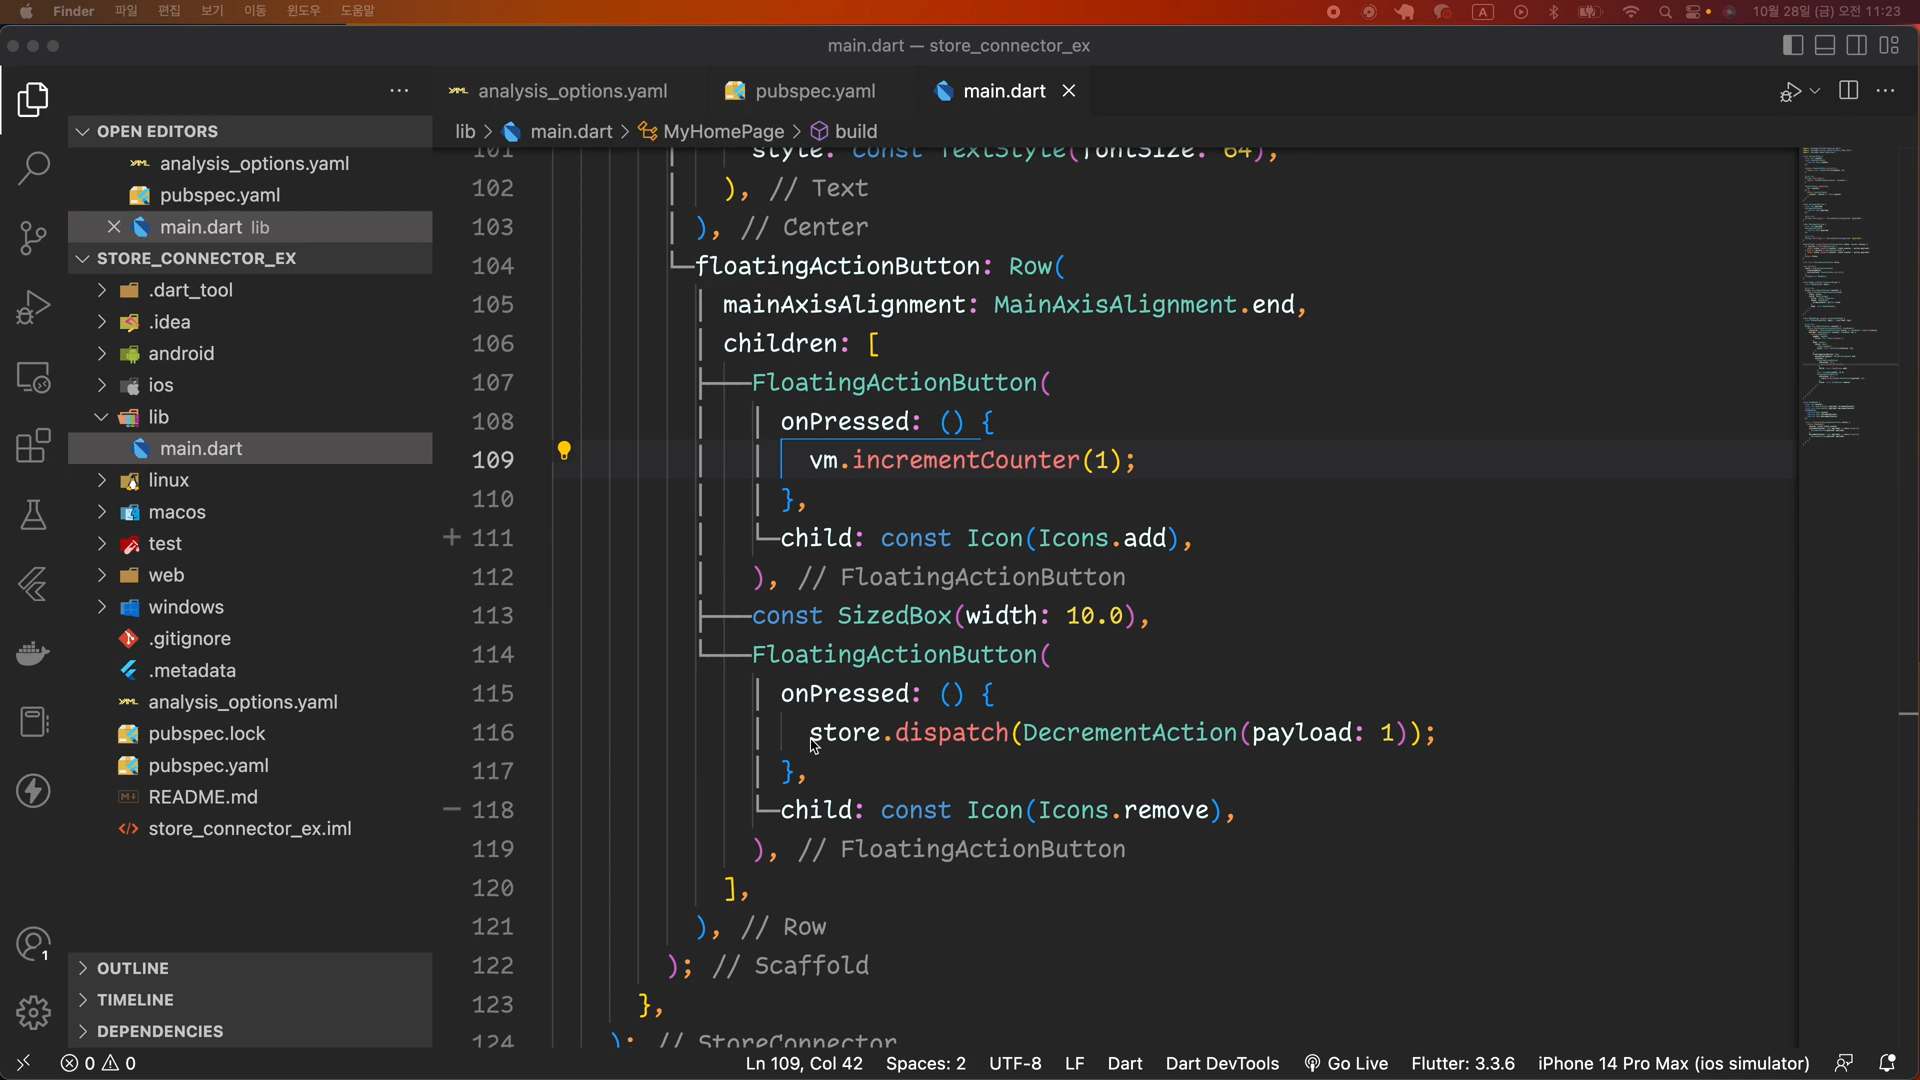 Finder 파일 편집 보기 이동 윈도우 도움말
A 10월 28일 (금) 오전 11:23
main.dart — store_connector_ex
analysis_options.yaml
pubspec.yaml
main.dart
lib > main.dart > MyHomePage > build
OPEN EDITORS
analysis_options.yaml
pubspec.yaml
main.dart lib
STORE_CONNECTOR_EX
.dart_tool
.idea
android
ios
lib
main.dart
linux
macos
test
web
windows
.gitignore
.metadata
analysis_options.yaml
pubspec.lock
pubspec.yaml
README.md
store_connector_ex.iml
OUTLINE
TIMELINE
DEPENDENCIES
1
101 style: const TextStyle(fontSize: 64),
102 ), // Text
103 ), // Center
104 floatingActionButton: Row(
105 mainAxisAlignment: MainAxisAlignment.end,
106 children: [
107 FloatingActionButton(
108 onPressed: () {
109 vm.incrementCounter(1);
110 },
111 child: const Icon(Icons.add),
112 ), // FloatingActionButton
113 const SizedBox(width: 10.0),
114 FloatingActionButton(
115 onPressed: () {
116 store.dispatch(DecrementAction(payload: 1));
117 },
118 child: const Icon(Icons.remove),
119 ), // FloatingActionButton
120 ],
121 ), // Row
122 ); // Scaffold
123 },
124 ); // StoreConnector
0 0 Ln 109, Col 42 Spaces: 2 UTF-8 LF Dart Dart DevTools Go Live Flutter: 3.3.6 iPhone 14 Pro Max (ios simulator)